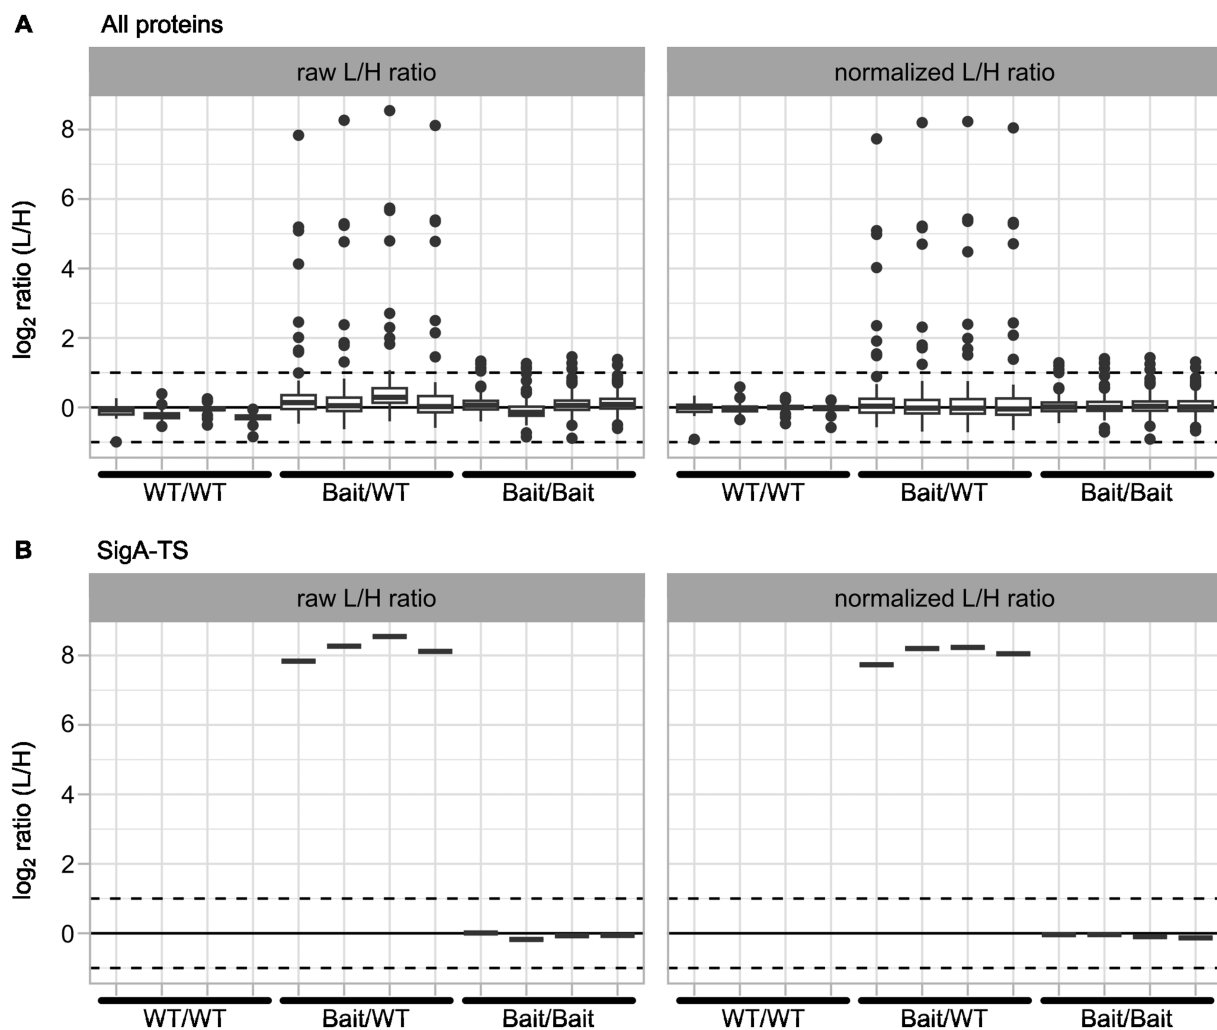 A All proteins
raw L/H ratio normalized L/H ratio
log₂ ratio (L/H)
8
6
4
2
0
WT/WT Bait/WT Bait/Bait WT/WT Bait/WT Bait/Bait
B SigA-TS
raw L/H ratio normalized L/H ratio
log₂ ratio (L/H)
8
6
4
2
0
WT/WT Bait/WT Bait/Bait WT/WT Bait/WT Bait/Bait